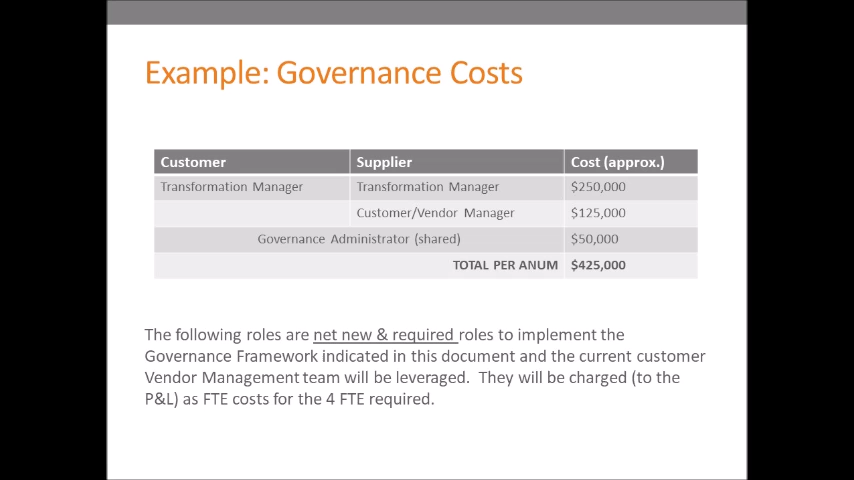 Example: Governance Costs
Customer Supplier Cost (approx.)
Transformation Manager Transformation Manager $250,000
Customer/Vendor Manager $125,000
Governance Administrator (shared) $50,000
TOTAL PER ANUM $425,000
The following roles are net new & required roles to implement the
Governance Framework indicated in this document and the current customer
Vendor Management team will be leveraged. They will be charged (to the
P&L) as FTE costs for the 4 FTE required.